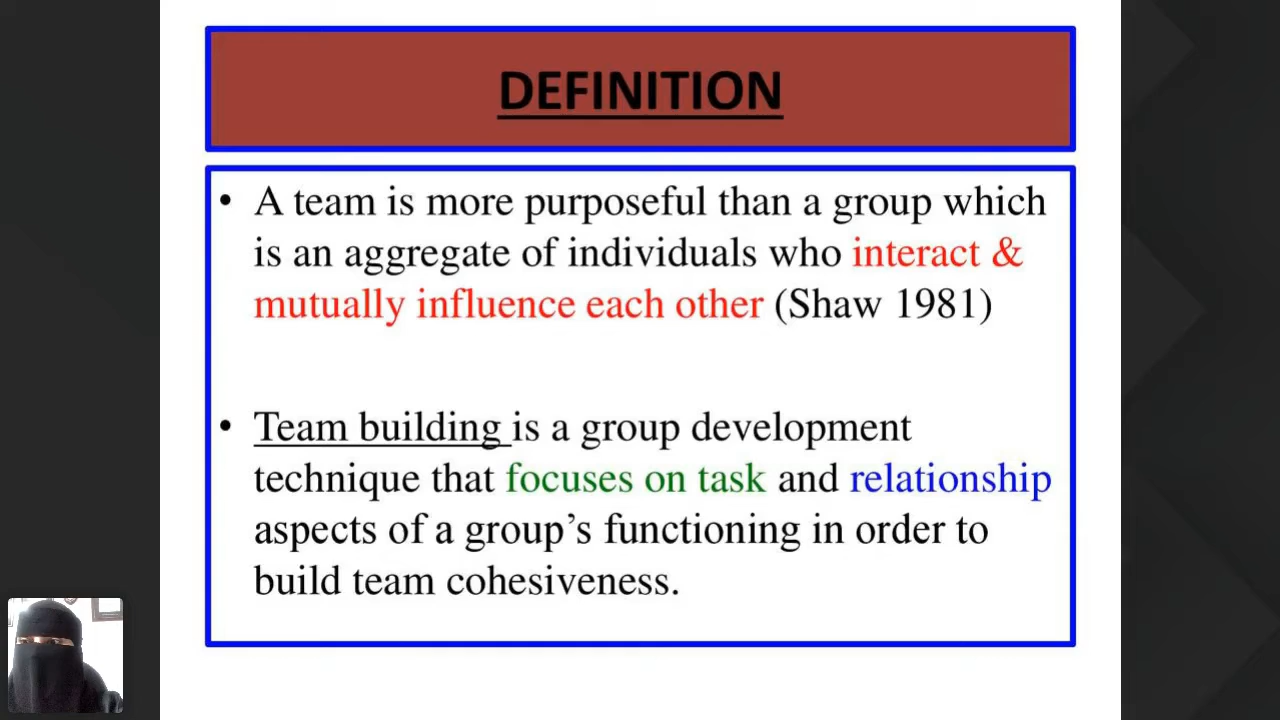 DEFINITION
• A team is more purposeful than a group which
is an aggregate of individuals who interact &
mutually influence each other (Shaw 1981)
• Team building is a group development
technique that focuses on task and relationship
aspects of a group’s functioning in order to
build team cohesiveness.